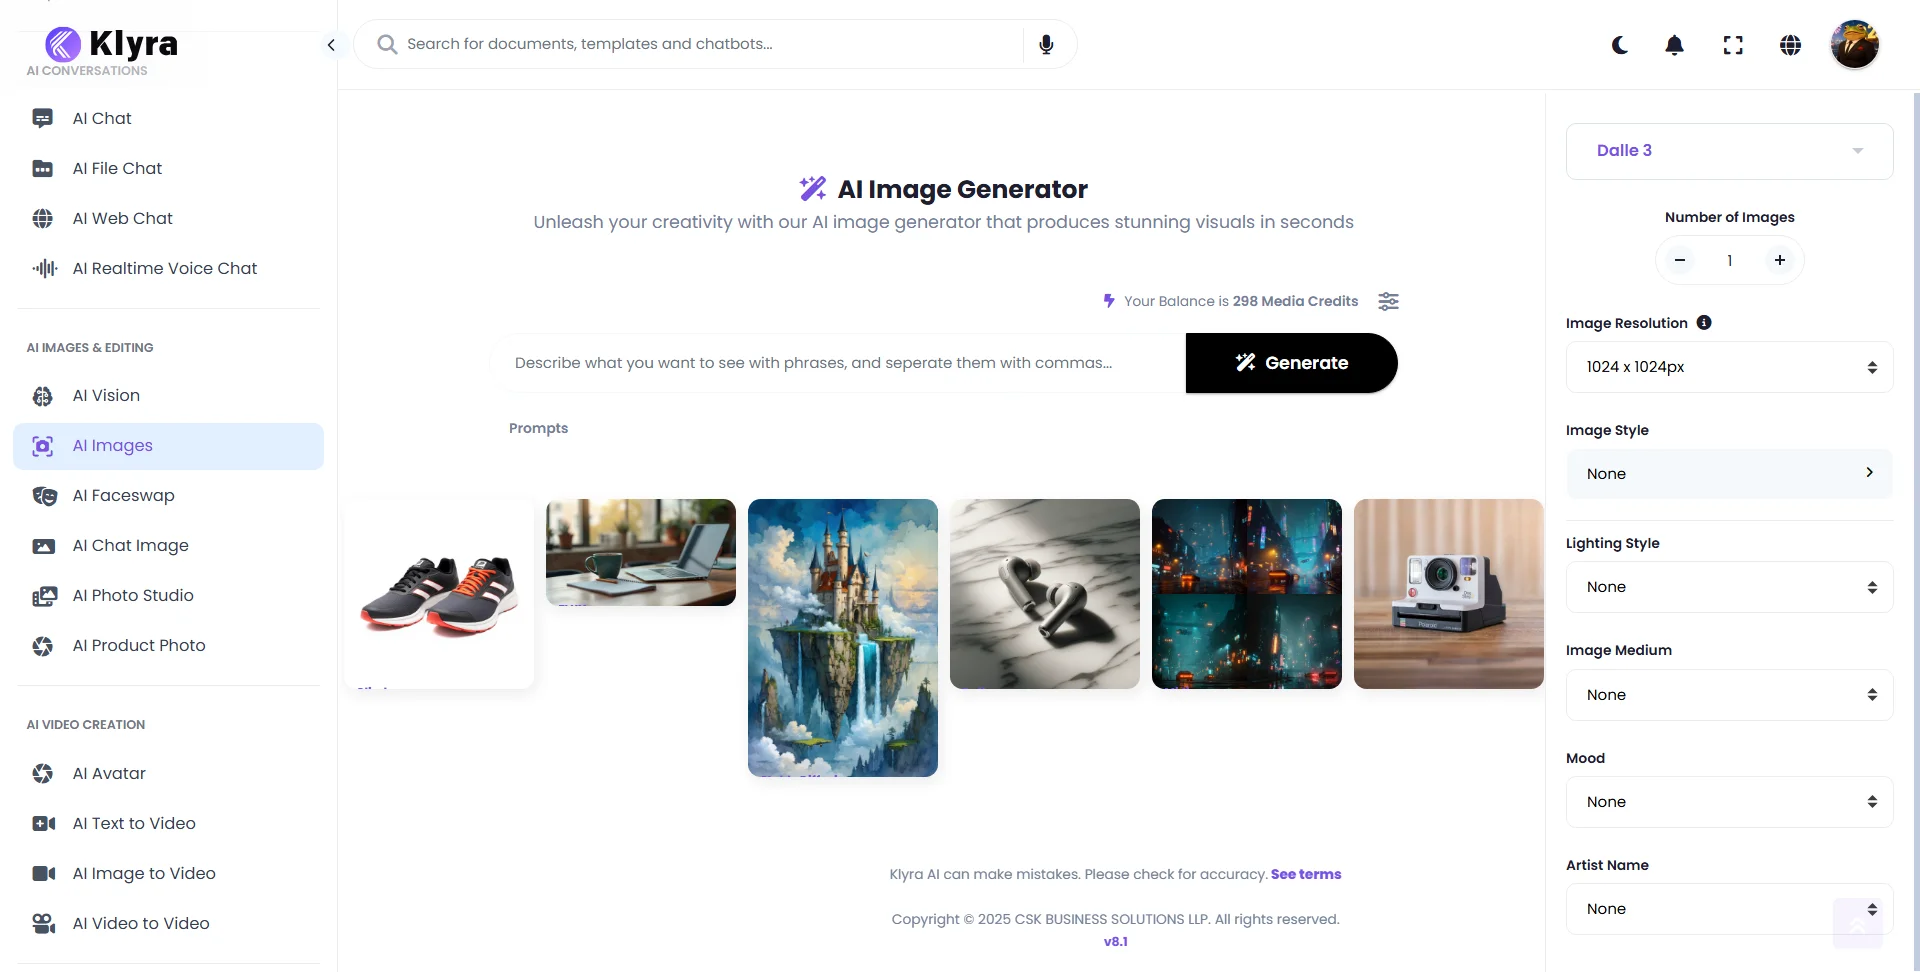 Klyra
AI CONVERSATIONS
AI Chat
AI File Chat
AI Web Chat
AI Realtime Voice Chat
AI IMAGES & EDITING
AI Vision
AI Images
AI Faceswap
AI Chat Image
AI Photo Studio
AI Product Photo
AI VIDEO CREATION
AI Avatar
AI Text to Video
AI Image to Video
AI Video to Video
Search for documents, templates and chatbots...
AI Image Generator
Unleash your creativity with our AI image generator that produces stunning visuals in seconds
Your Balance is 298 Media Credits
Describe what you want to see with phrases, and seperate them with commas...
Generate
Prompts
Polaroid
Klyra AI can make mistakes. Please check for accuracy. See terms
Copyright © 2025 CSK BUSINESS SOLUTIONS LLP. All rights reserved.
v8.1
Dalle 3
Number of Images
1
Image Resolution
1024 x 1024px
Image Style
None
Lighting Style
None
Image Medium
None
Mood
None
Artist Name
None